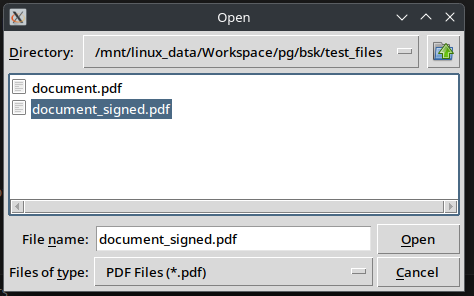 Open
Directory: /mnt/linux_data/Workspace/pg/bsk/test_files
document.pdf
document_signed.pdf
File name: document_signed.pdf Open
Files of type: PDF Files (*.pdf) Cancel